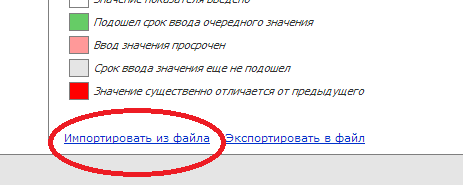 Значение показателя введено
Подошел срок ввода очередного значения
Ввод значения просрочен
Срок ввода значения еще не подошел
Значение существенно отличается от предыдущего
Импортировать из файла Экспортировать в файл